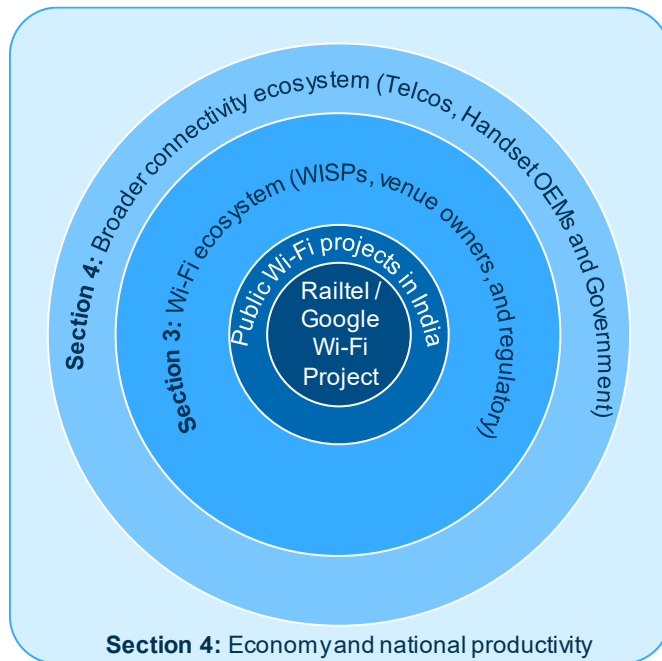 Section 4: Broader connectivity ecosystem (Telcos, Handset OEMs and Government)
Section 3: Wi-Fi ecosystem (WISPs, venue owners, and regulatory)
Public Wi-Fi projects in India
Railtel /
Google
Wi-Fi
Project
Section 4: Economy and national productivity